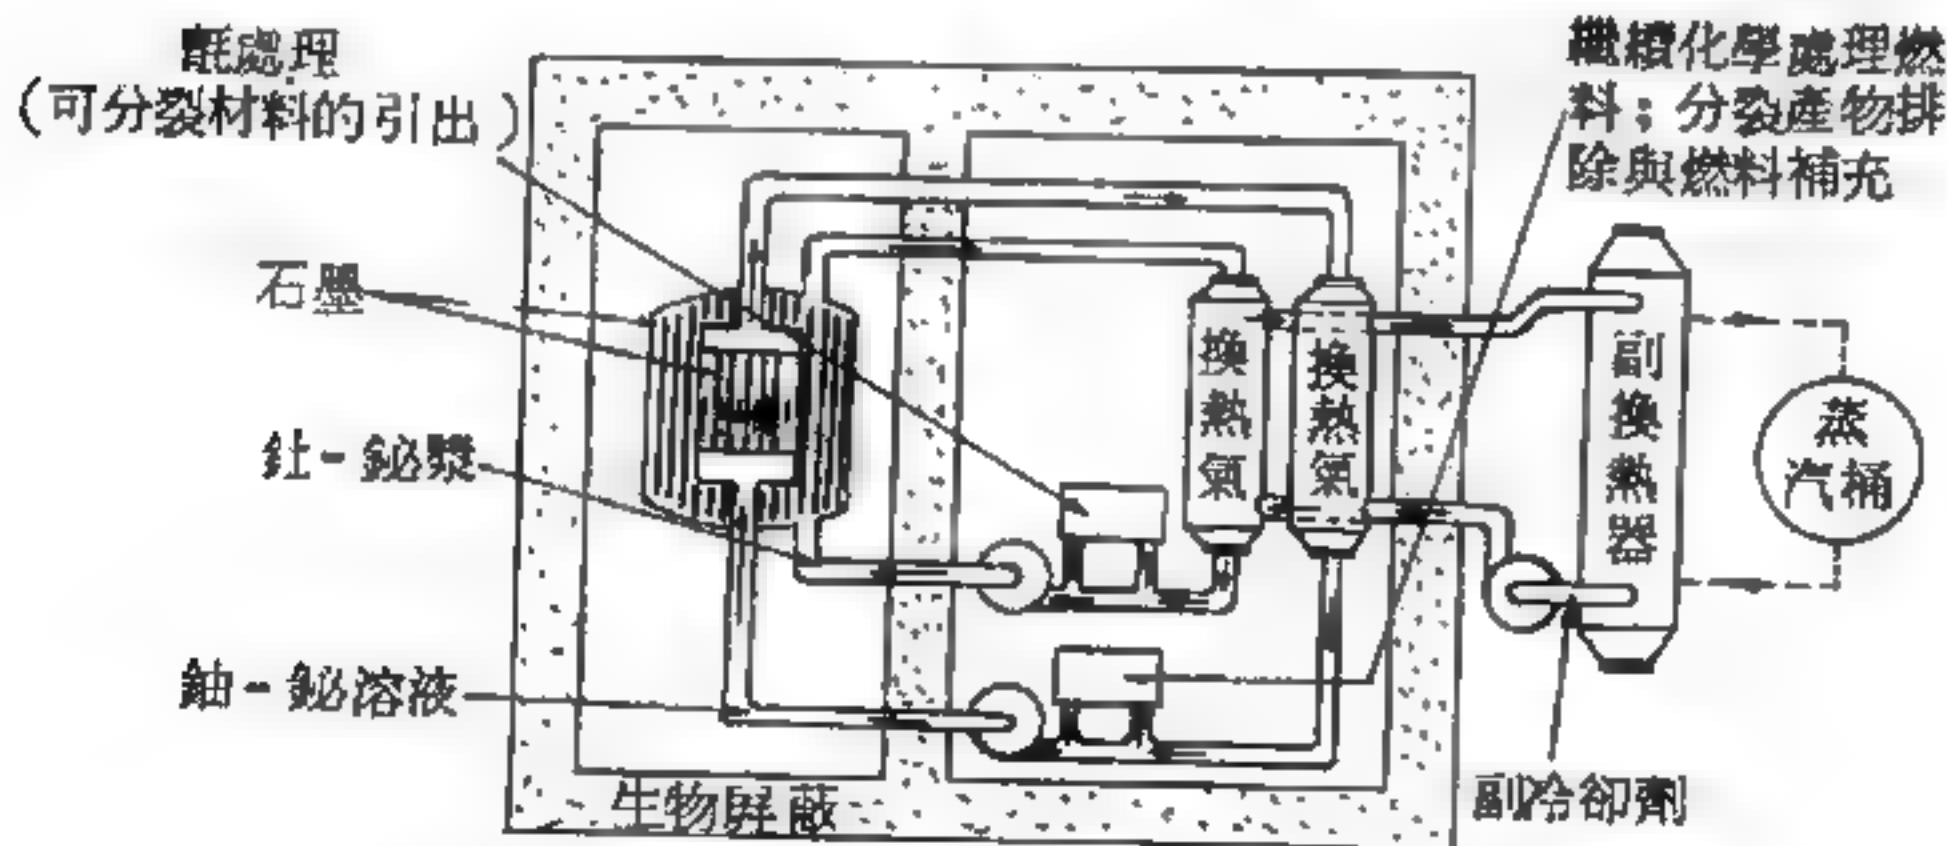 氈處理
(可分裂材料的引出)
石墨
釷-鉍漿
鈾-鉍溶液
生物屏蔽
換熱氣
換熱氣
繼續化學處理燃
料;分裂產物排
除與燃料補充
副換熱器
蒸
汽桶
副冷卻劑